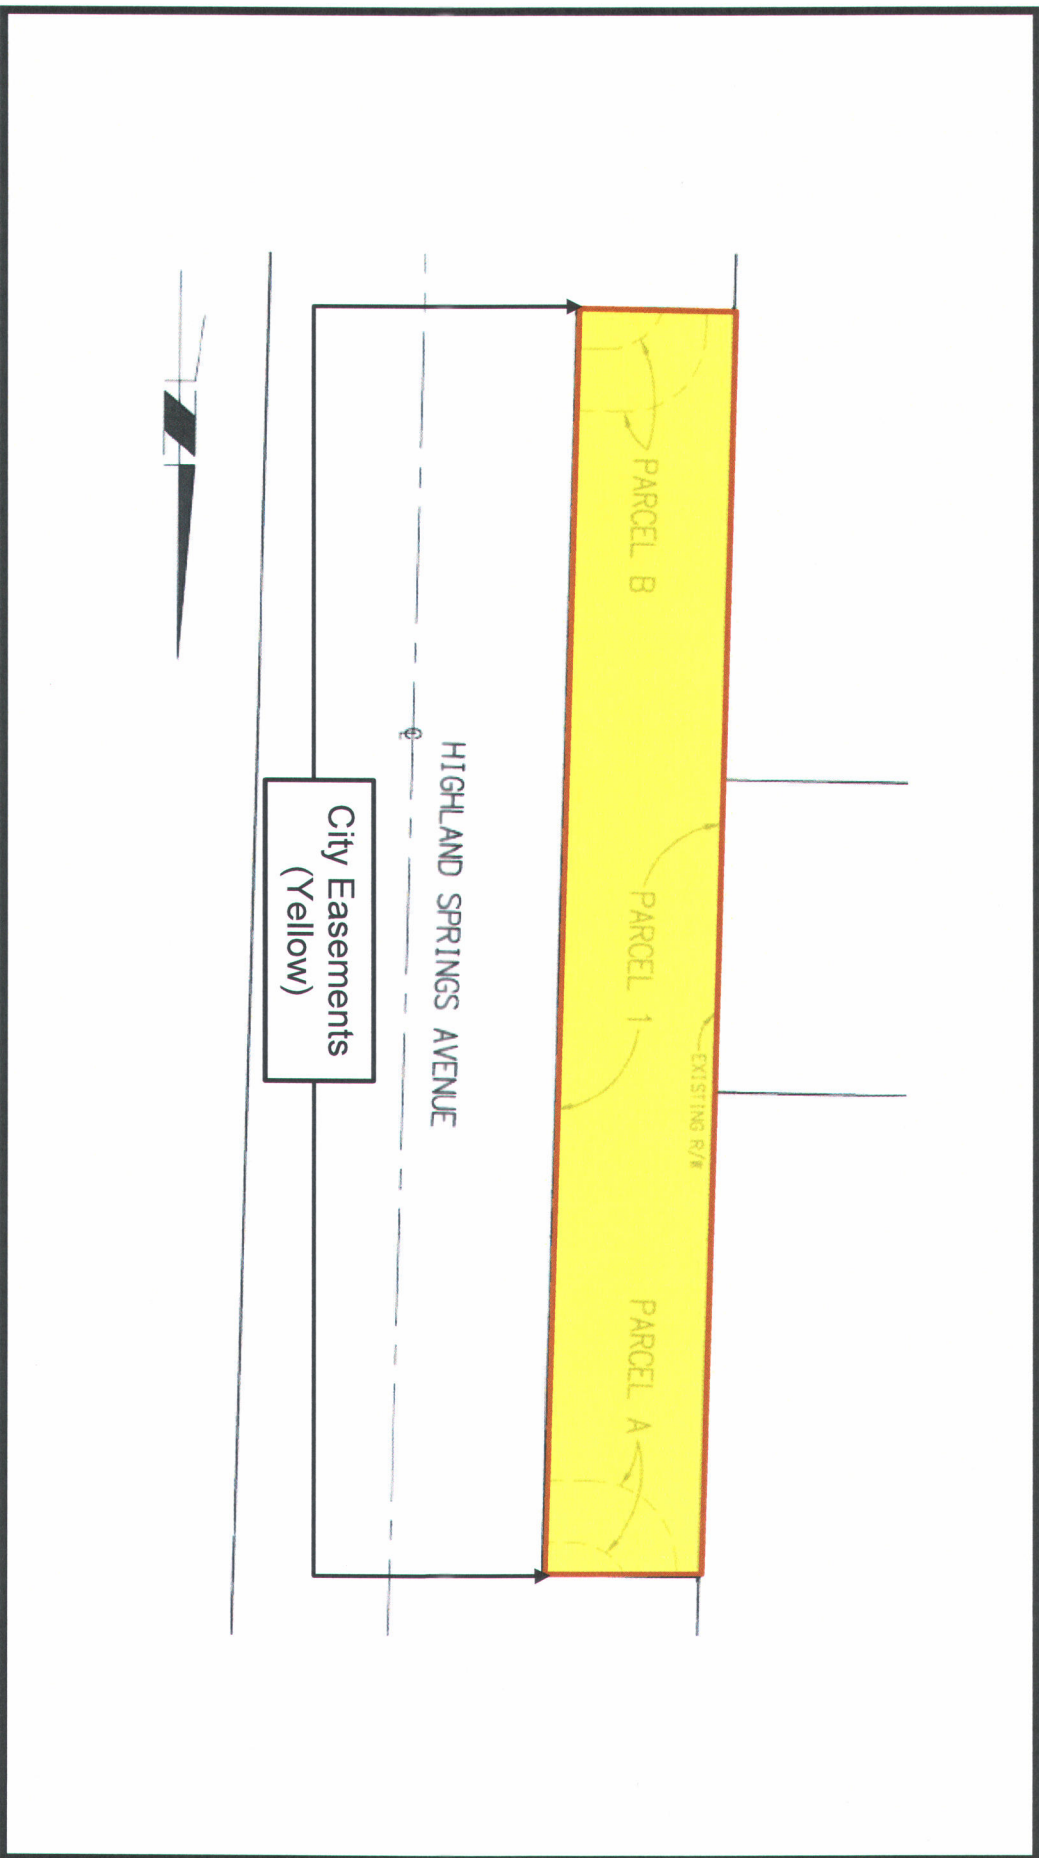 PARCEL B
PARCEL 1
EXISTING R/W
PARCEL A
HIGHLAND SPRINGS AVENUE
City Easements
(Yellow)
N